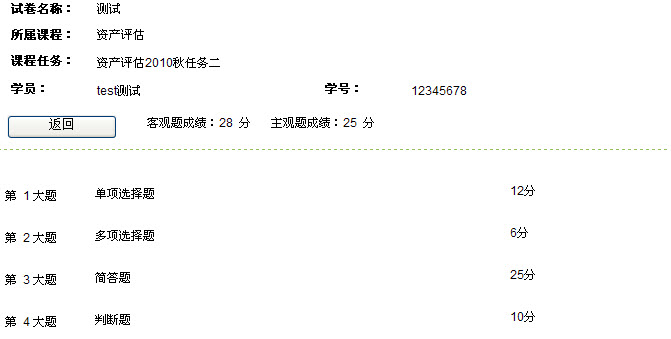 试卷名称： 测试
所属课程： 资产评估
课程任务： 资产评估2010秋任务二
学员： test测试 学号： 12345678
返回 客观题成绩：28 分 主观题成绩：25 分
第 1 大题 单项选择题 12分
第 2 大题 多项选择题 6分
第 3 大题 简答题 25分
第 4 大题 判断题 10分